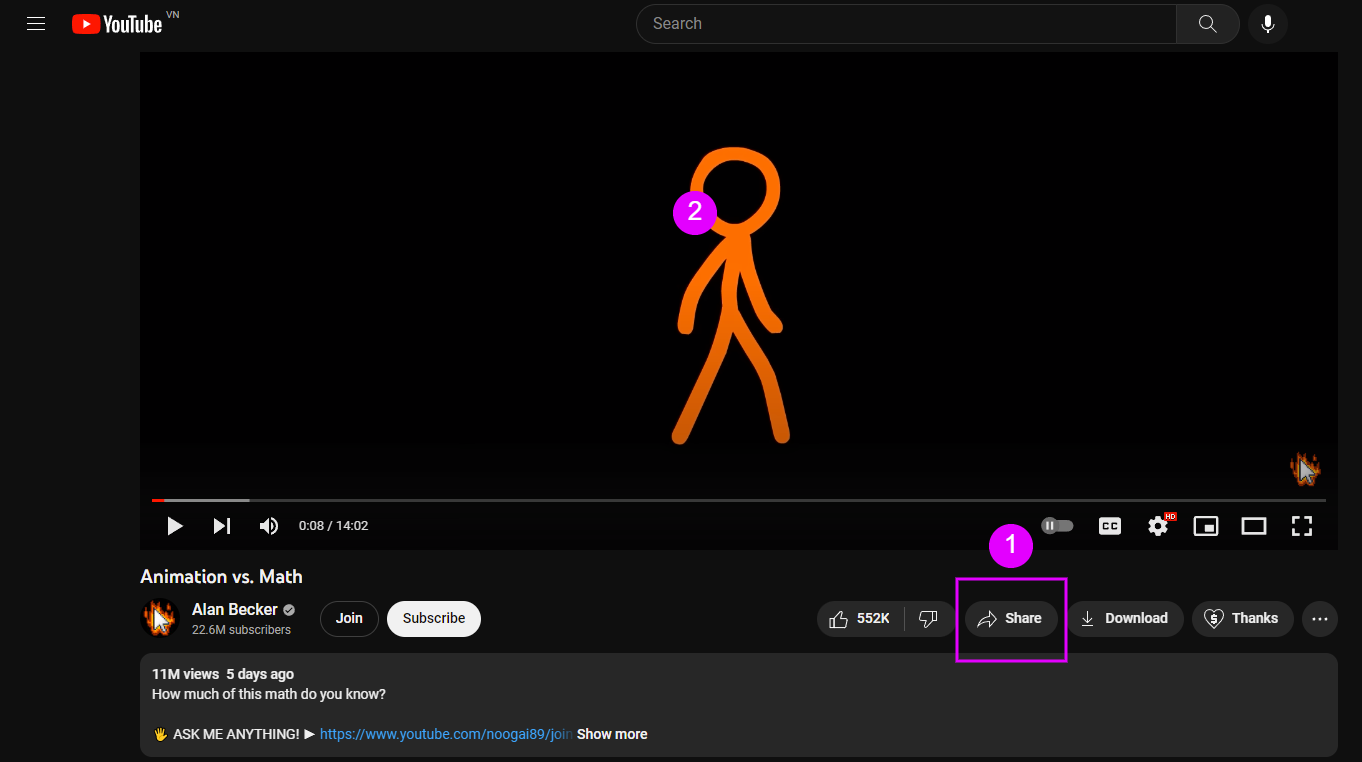 YouTube VN
Search
2
HD
CC
0:08 / 14:02
1
Animation vs. Math
Alan Becker
22.6M subscribers
Join
Subscribe
552K
Share
Download
$
Thanks
11M views 5 days ago
How much of this math do you know?
🖐 ASK ME ANYTHING! ► https://www.youtube.com/noogai89/join Show more